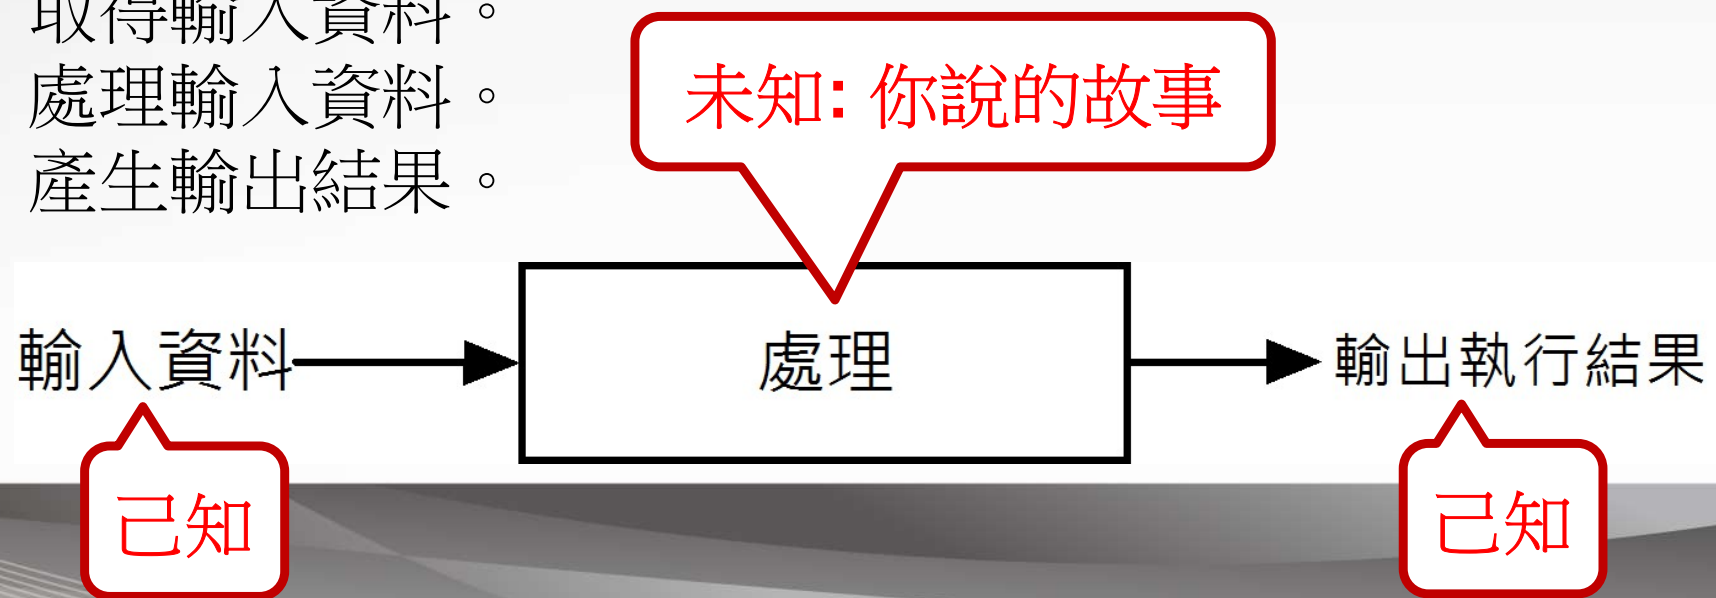 取得輸入資料。
處理輸入資料。
產生輸出結果。
未知: 你說的故事
輸入資料
處理
輸出執行結果
己知
己知